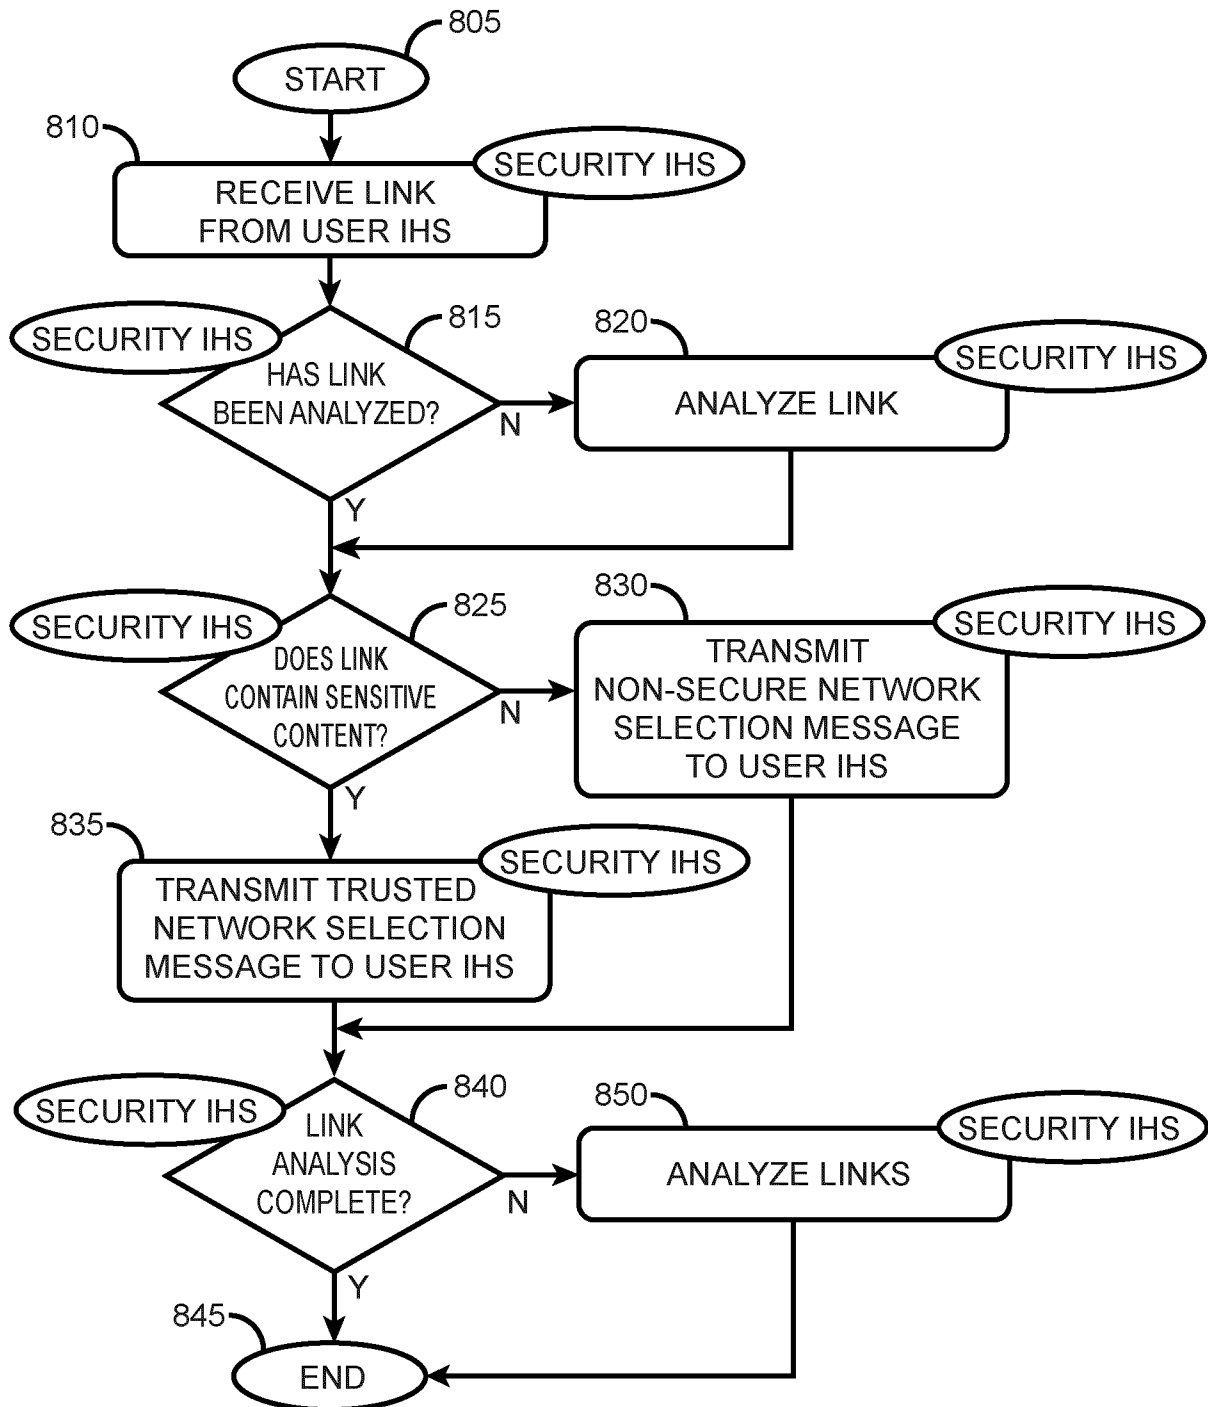 805
START
810
SECURITY IHS
RECEIVE LINK
FROM USER IHS
SECURITY IHS
815
HAS LINK
BEEN ANALYZED?
N
Y
820
SECURITY IHS
ANALYZE LINK
SECURITY IHS
825
DOES LINK
CONTAIN SENSITIVE
CONTENT?
N
Y
830
SECURITY IHS
TRANSMIT
NON-SECURE NETWORK
SELECTION MESSAGE
TO USER IHS
835
SECURITY IHS
TRANSMIT TRUSTED
NETWORK SELECTION
MESSAGE TO USER IHS
SECURITY IHS
840
LINK
ANALYSIS
COMPLETE?
N
Y
850
SECURITY IHS
ANALYZE LINKS
845
END